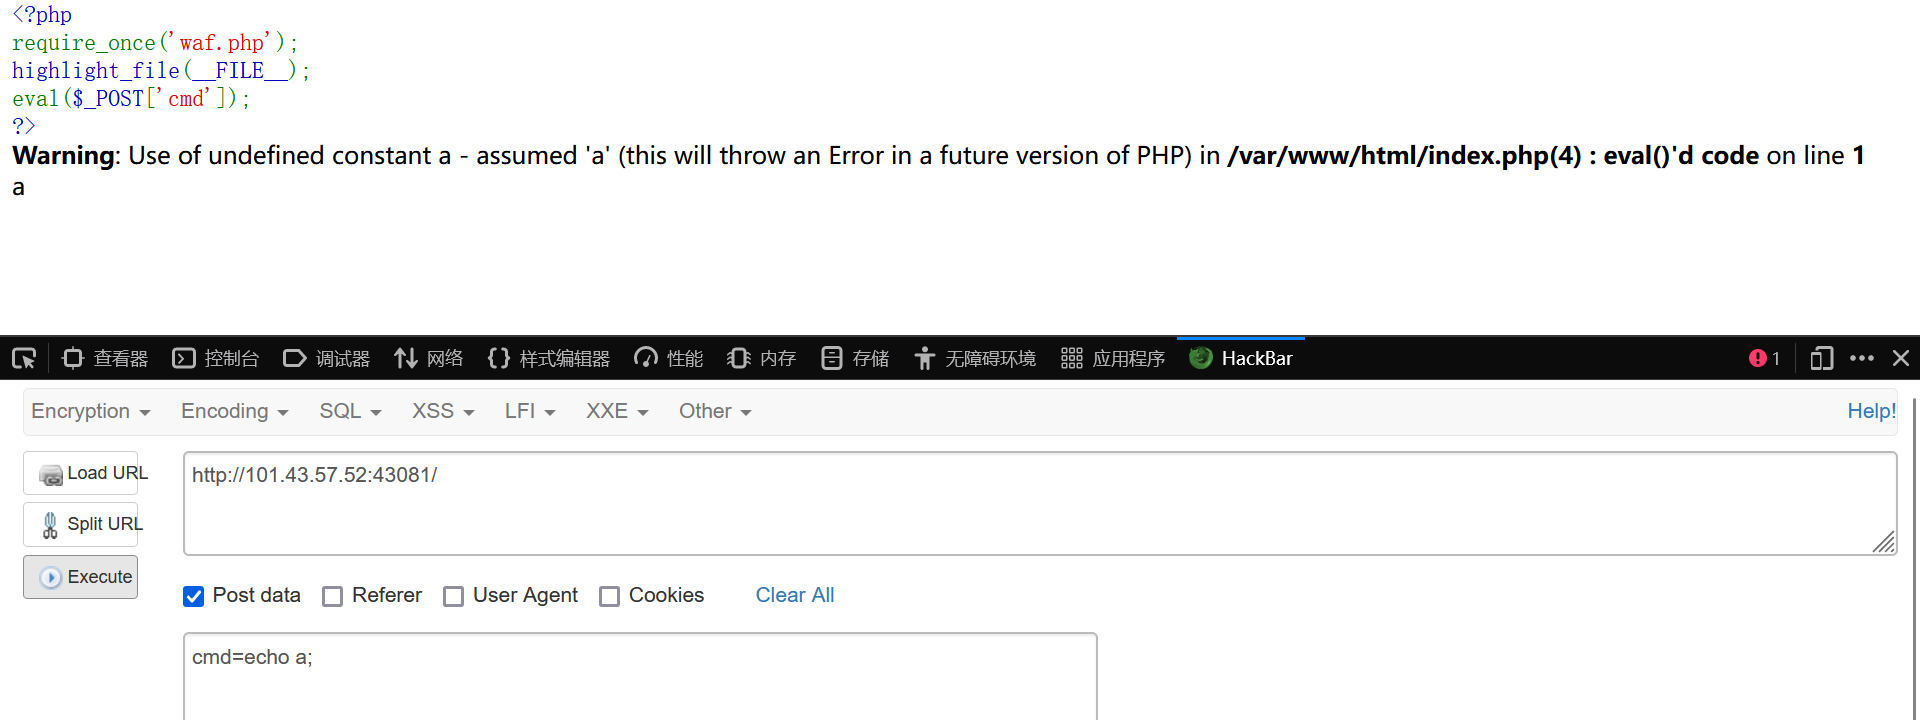 <?php
require_once('waf.php');
highlight_file(__FILE__);
eval($_POST['cmd']);
?>
Warning: Use of undefined constant a - assumed 'a' (this will throw an Error in a future version of PHP) in /var/www/html/index.php(4) : eval()'d code on line 1
a
查看器 控制台 调试器 网络 样式编辑器 性能 内存 存储 无障碍环境 应用程序 HackBar 1
Encryption Encoding SQL XSS LFI XXE Other Help!
Load URL http://101.43.57.52:43081/
Split URL
Execute
Post data Referer User Agent Cookies Clear All
cmd=echo a;